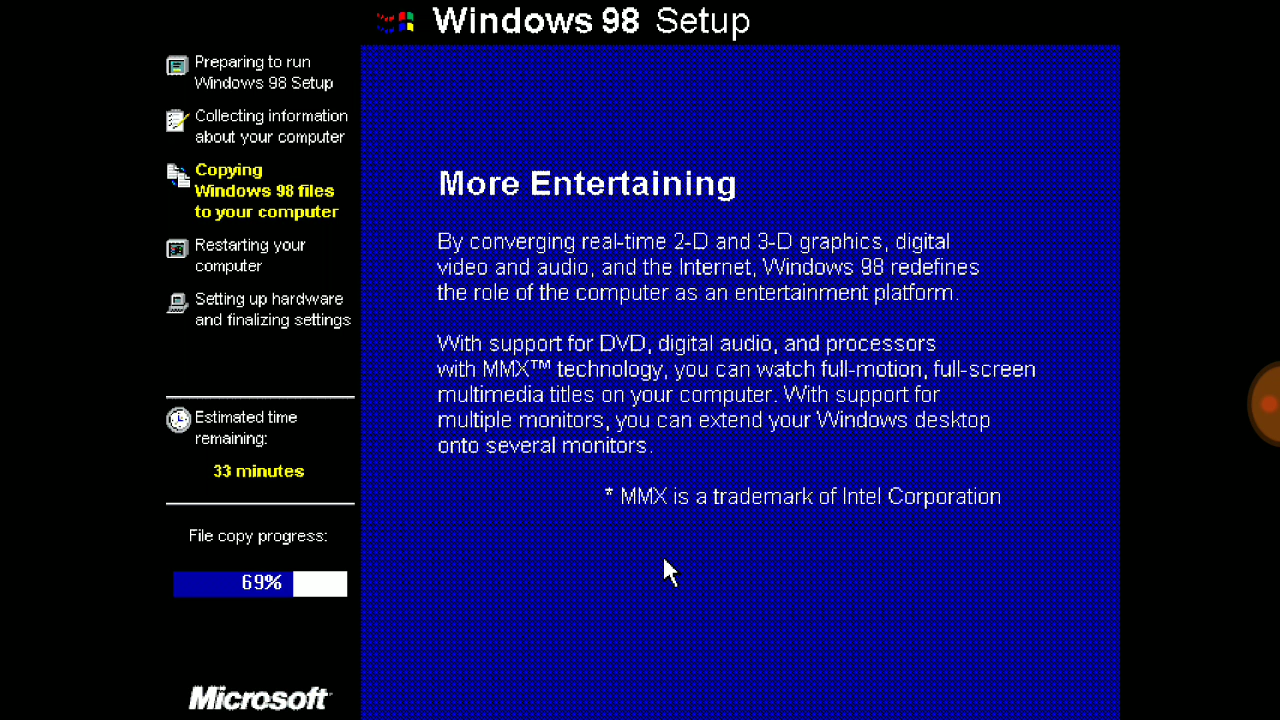 Windows 98 Setup
Preparing to run
Windows 98 Setup
Collecting information
about your computer
Copying
Windows 98 files
to your computer
Restarting your
computer
Setting up hardware
and finalizing settings
Estimated time
remaining:
33 minutes
File copy progress:
69%
Microsoft
More Entertaining
By converging real-time 2-D and 3-D graphics, digital
video and audio, and the Internet, Windows 98 redefines
the role of the computer as an entertainment platform.
With support for DVD, digital audio, and processors
with MMX™ technology, you can watch full-motion, full-screen
multimedia titles on your computer. With support for
multiple monitors, you can extend your Windows desktop
onto several monitors.
* MMX is a trademark of Intel Corporation